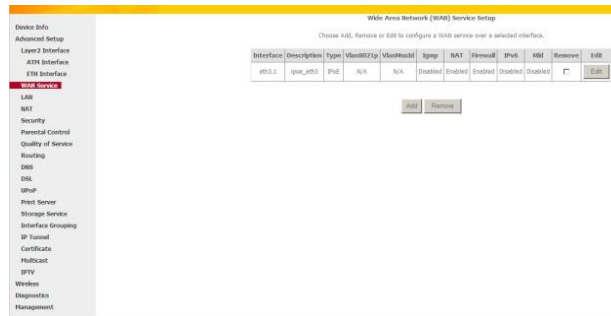 Wide Area Network (WAN) Service Setup
Choose Add, Remove or Edit to configure a WAN service over a selected interface.
Device Info
Advanced Setup
Layer2 Interface
ATM Interface
ETH Interface
WAN Service
LAN
NAT
Security
Parental Control
Quality of Service
Routing
DNS
DSL
UPnP
Print Server
Storage Service
Interface Grouping
IP Tunnel
Certificate
Multicast
IPTV
Wireless
Diagnostics
Management
Interface Description Type Vlan8021p VlanMuxId Igmp NAT Firewall IPv6 Mld Remove Edit
eth3.1 ipoe_eth3 IPoE N/A N/A Disabled Enabled Enabled Disabled Disabled Edit
Add Remove